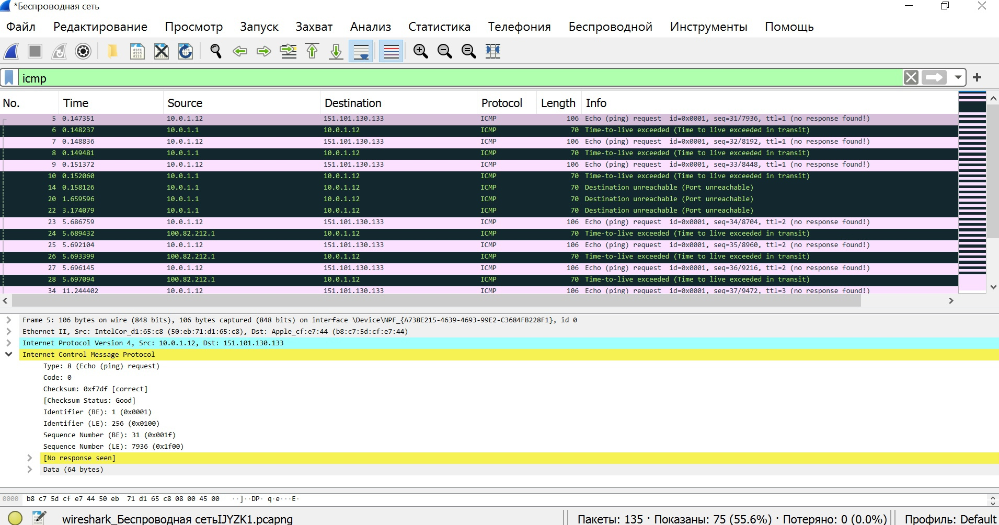 *Беспроводная сеть
Файл Редактирование Просмотр Запуск Захват Анализ Статистика Телефония Беспроводной Инструменты Помощь
icmp
No. Time Source Destination Protocol Length Info
5 0.147351 10.0.1.12 151.101.130.133 ICMP 106 Echo (ping) request id=0x0001, seq=31/7936, ttl=1 (no response found!)
6 0.148237 10.0.1.1 10.0.1.12 ICMP 70 Time-to-live exceeded (Time to live exceeded in transit)
7 0.148836 10.0.1.12 151.101.130.133 ICMP 106 Echo (ping) request id=0x0001, seq=32/8192, ttl=1 (no response found!)
8 0.149481 10.0.1.1 10.0.1.12 ICMP 70 Time-to-live exceeded (Time to live exceeded in transit)
9 0.151372 10.0.1.12 151.101.130.133 ICMP 106 Echo (ping) request id=0x0001, seq=33/8448, ttl=1 (no response found!)
10 0.152060 10.0.1.1 10.0.1.12 ICMP 70 Time-to-live exceeded (Time to live exceeded in transit)
14 0.158126 10.0.1.1 10.0.1.12 ICMP 70 Destination unreachable (Port unreachable)
20 1.659596 10.0.1.1 10.0.1.12 ICMP 70 Destination unreachable (Port unreachable)
22 3.174079 10.0.1.1 10.0.1.12 ICMP 70 Destination unreachable (Port unreachable)
23 5.686759 10.0.1.12 151.101.130.133 ICMP 106 Echo (ping) request id=0x0001, seq=34/8704, ttl=2 (no response found!)
24 5.689432 100.82.212.1 10.0.1.12 ICMP 70 Time-to-live exceeded (Time to live exceeded in transit)
25 5.692104 10.0.1.12 151.101.130.133 ICMP 106 Echo (ping) request id=0x0001, seq=35/8960, ttl=2 (no response found!)
26 5.693399 100.82.212.1 10.0.1.12 ICMP 70 Time-to-live exceeded (Time to live exceeded in transit)
27 5.696145 10.0.1.12 151.101.130.133 ICMP 106 Echo (ping) request id=0x0001, seq=36/9216, ttl=2 (no response found!)
28 5.697094 100.82.212.1 10.0.1.12 ICMP 70 Time-to-live exceeded (Time to live exceeded in transit)
34 11.244402 10.0.1.12 151.101.130.133 ICMP 106 Echo (ping) request id=0x0001, seq=37/9472, ttl=3 (no response found!)
Frame 5: 106 bytes on wire (848 bits), 106 bytes captured (848 bits) on interface \Device\NPF_{A738E215-4639-4693-99E2-C3684FB228F1}, id 0
Ethernet II, Src: IntelCor_d1:65:c8 (50:eb:71:d1:65:c8), Dst: Apple_cf:e7:44 (b8:c7:5d:cf:e7:44)
Internet Protocol Version 4, Src: 10.0.1.12, Dst: 151.101.130.133
Internet Control Message Protocol
Type: 8 (Echo (ping) request)
Code: 0
Checksum: 0xf7df [correct]
[Checksum Status: Good]
Identifier (BE): 1 (0x0001)
Identifier (LE): 256 (0x0100)
Sequence Number (BE): 31 (0x001f)
Sequence Number (LE): 7936 (0x1f00)
[No response seen]
Data (64 bytes)
0000 b8 c7 5d cf e7 44 50 eb 71 d1 65 c8 08 00 45 00 ··]··DP· q·e···E·
wireshark_Беспроводная сетьIJYZK1.pcapng Пакеты: 135 · Показаны: 75 (55.6%) · Потеряно: 0 (0.0%) Профиль: Default